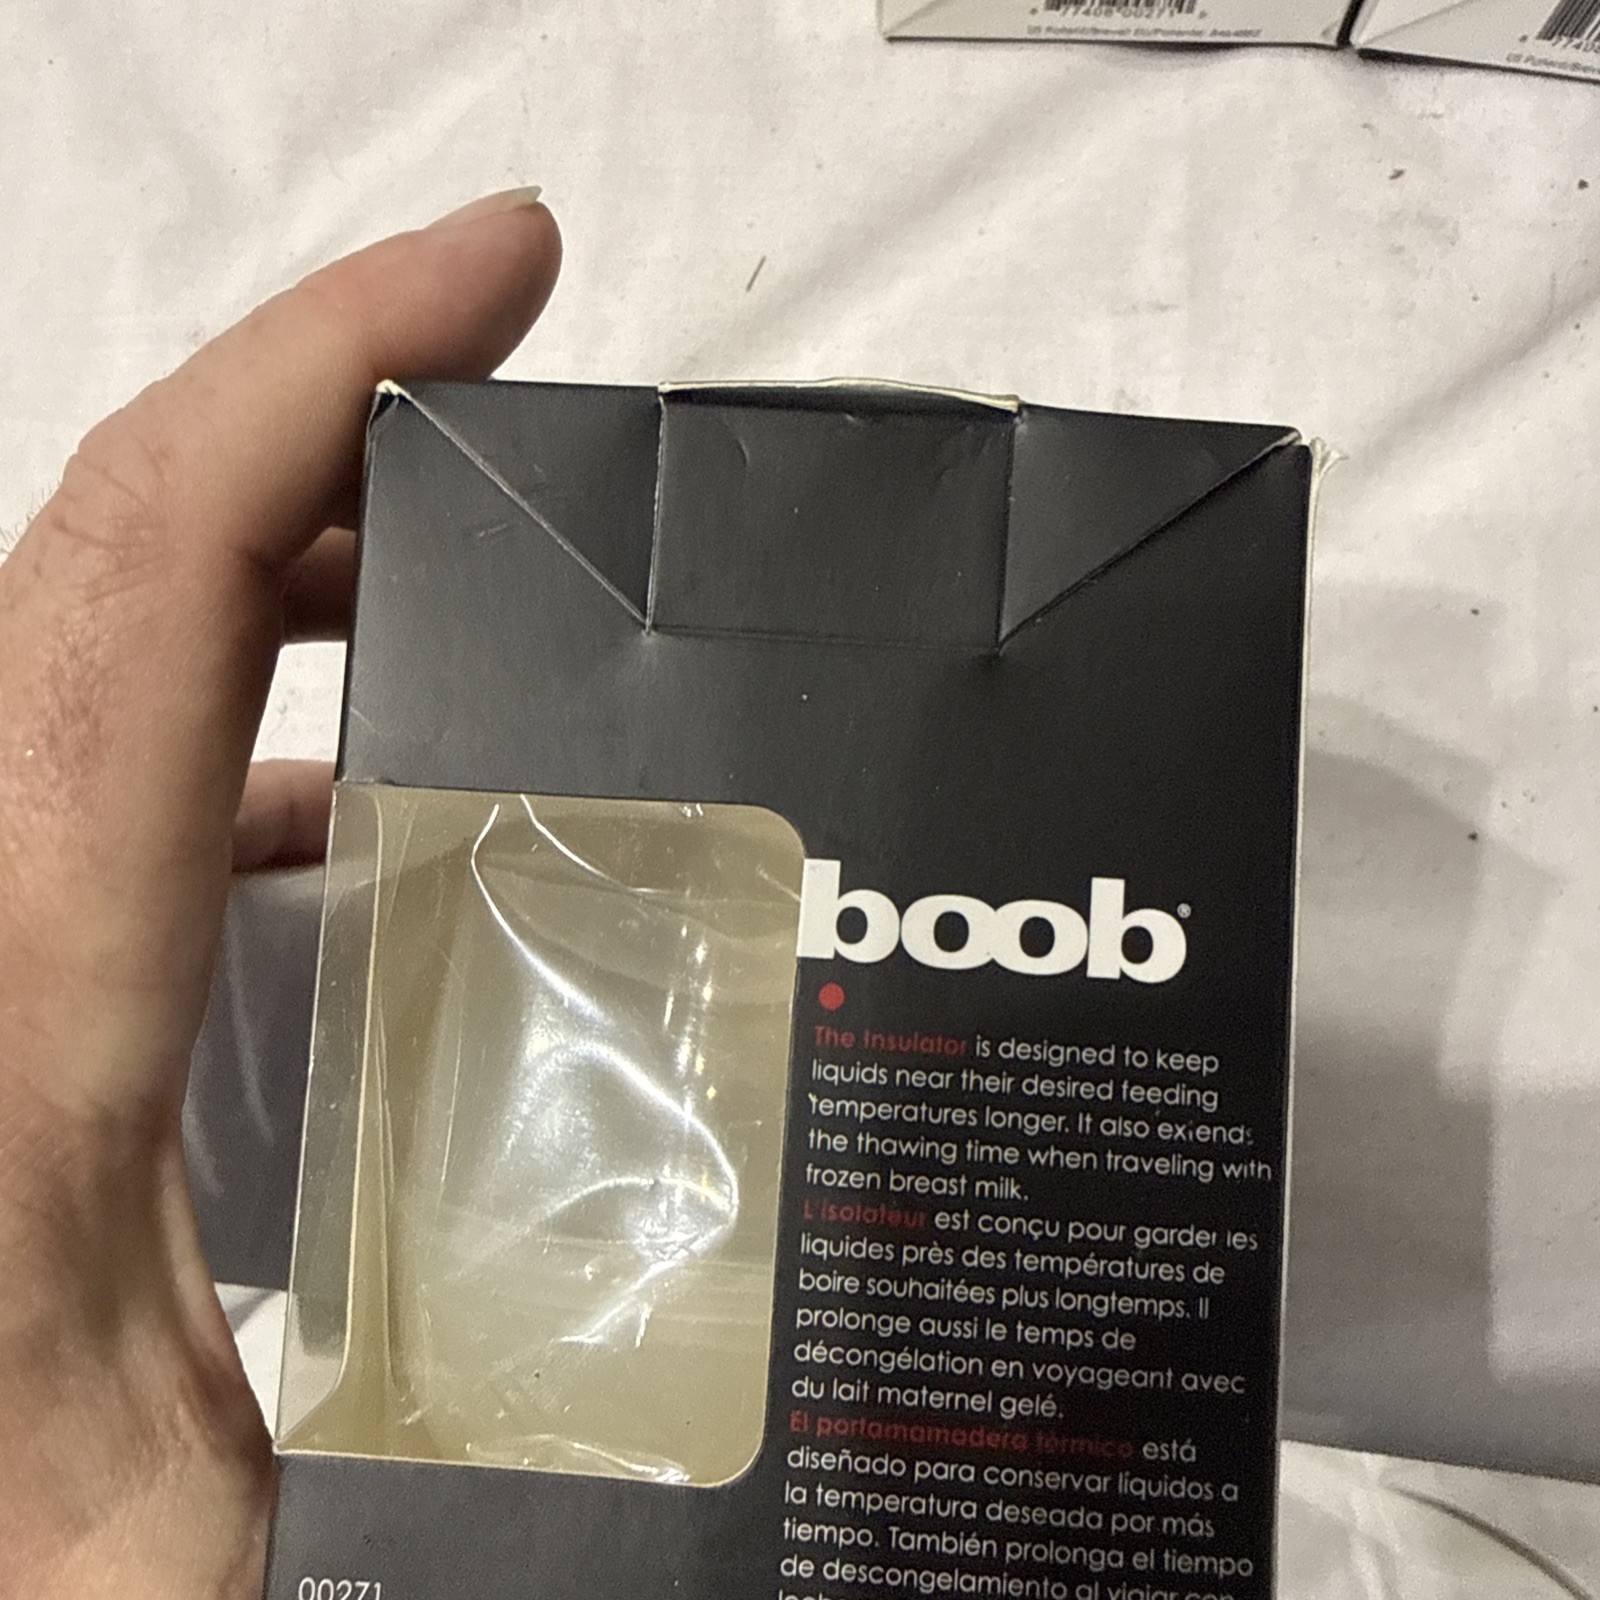 77408 00271
boob®
The Insulator is designed to keep
liquids near their desired feeding
temperatures longer. It also extends
the thawing time when traveling with
frozen breast milk.
L'isolateur est conçu pour garder les
liquides près des températures de
boire souhaitées plus longtemps. Il
prolonge aussi le temps de
décongélation en voyageant avec
du lait maternel gelé.
El portamamadera térmico está
diseñado para conservar líquidos a
la temperatura deseada por más
tiempo. También prolonga el tiempo
de descongelamiento al viajar con
00271